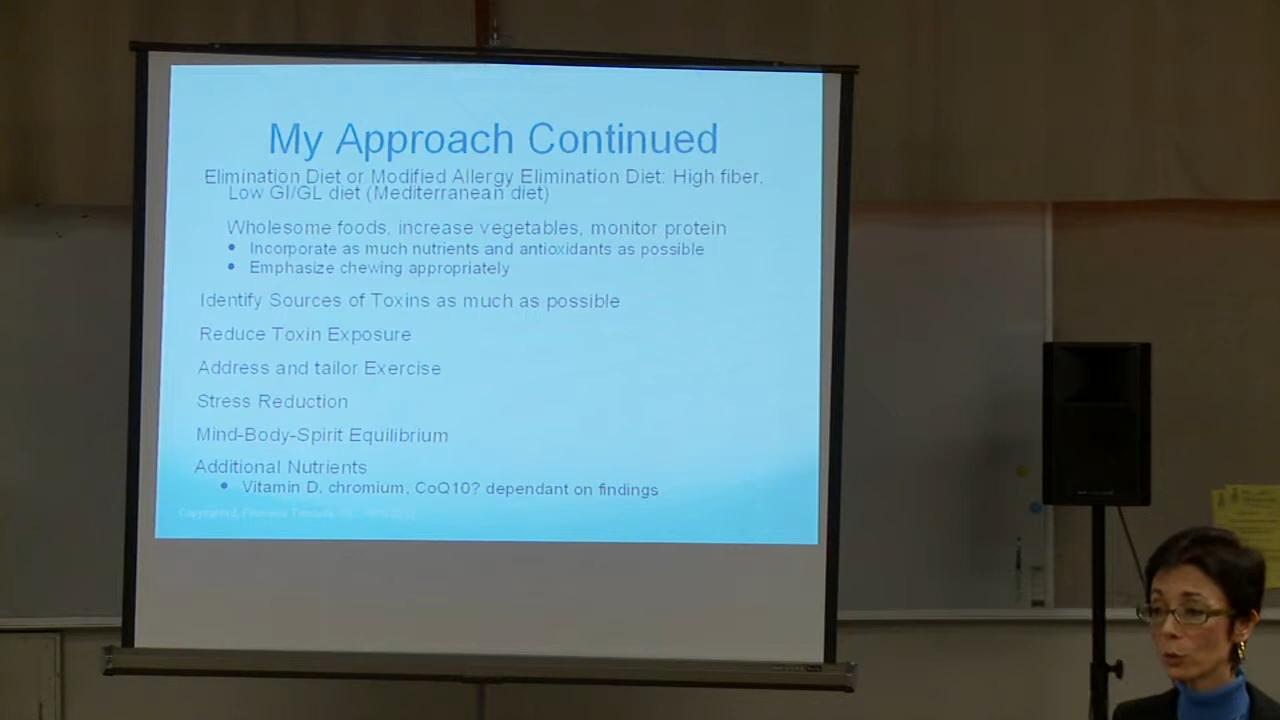 My Approach Continued
Elimination Diet or Modified Allergy Elimination Diet: High fiber,
Low GI/GL diet (Mediterranean diet)
Wholesome foods, increase vegetables, monitor protein
• Incorporate as much nutrients and antioxidants as possible
• Emphasize chewing appropriately
Identify Sources of Toxins as much as possible
Reduce Toxin Exposure
Address and tailor Exercise
Stress Reduction
Mind-Body-Spirit Equilibrium
Additional Nutrients
• Vitamin D, chromium, CoQ10? dependant on findings
Copyrighted,